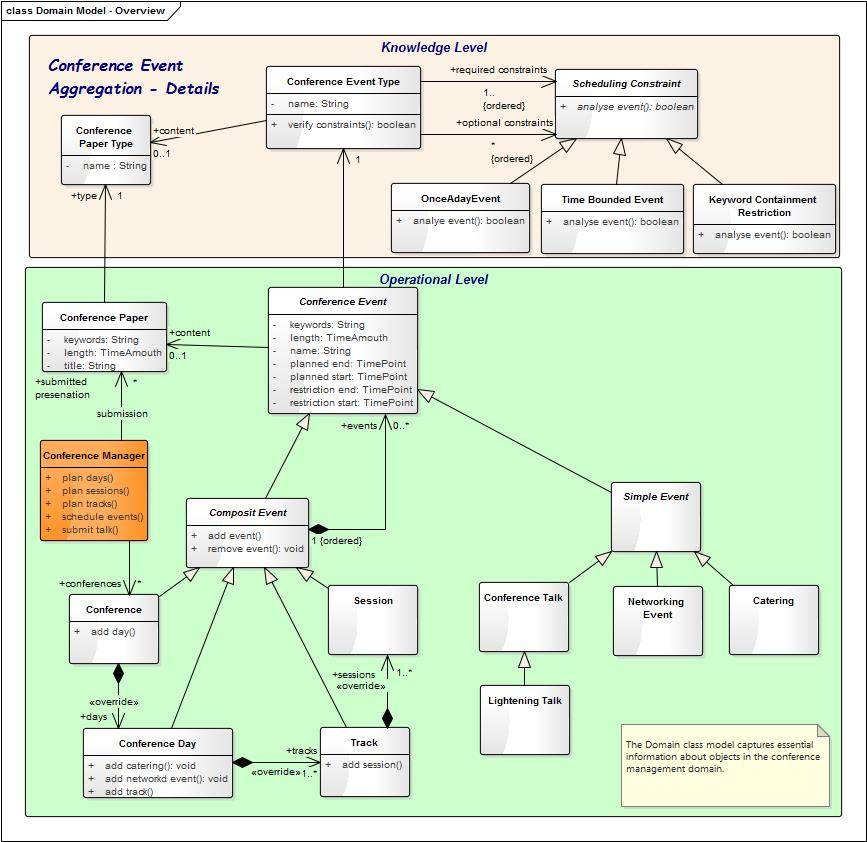 class Domain Model - Overview
Knowledge Level
Conference Event
Aggregation - Details
Conference Event Type
- name: String
+ verify constraints(): boolean
+required constraints
1..
{ordered}
+optional constraints
*
{ordered}
Scheduling Constraint
+ analyse event(): boolean
Conference
Paper Type
- name : String
+content
0..1
+type
1
1
OnceAdayEvent
+ analye event(): boolean
Time Bounded Event
+ analyse event(): boolean
Keyword Containment
Restriction
+ analyse event(): boolean
Operational Level
Conference Paper
- keywords: String
- length: TimeAmouth
- title: String
+content
0..1
Conference Event
- keywords: String
- length: TimeAmouth
- name: String
- planned end: TimePoint
- planned start: TimePoint
- restriction end: TimePoint
- restriction start: TimePoint
+submitted
presenation
*
submission
+events
0..*
Conference Manager
+ plan days()
+ plan sessions()
+ plan tracks()
+ schedule events()
+ submit talk()
Composit Event
+ add event()
+ remove event(): void
1 {ordered}
Simple Event
+conferences
*
Conference
+ add day()
Session
Conference Talk
Networking
Event
Catering
+sessions
1..*
«override»
Lightening Talk
«override»
+days
Conference Day
+ add catering(): void
+ add networkd event(): void
+ add track()
+tracks
«override»
1..*
Track
+ add session()
The Domain class model captures essential
information about objects in the conference
management domain.